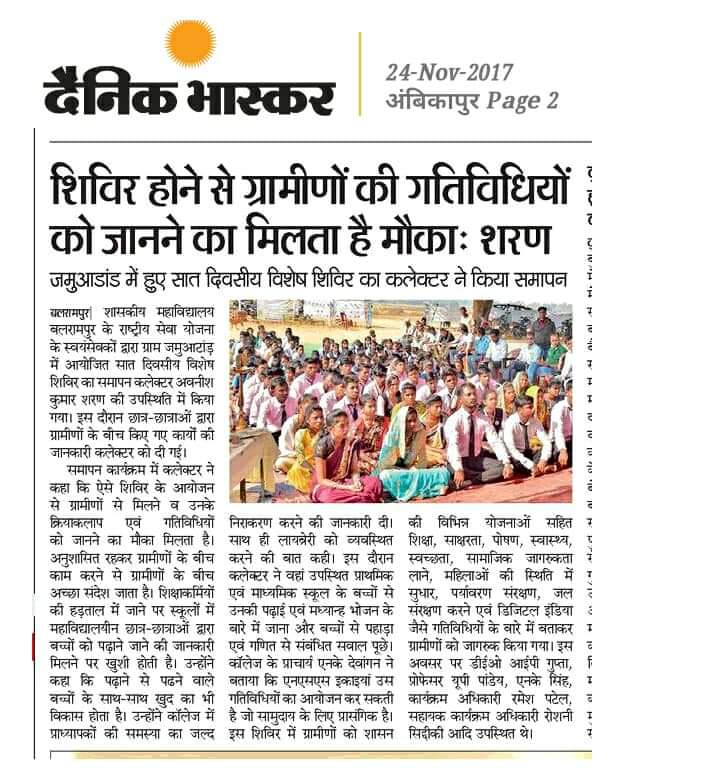 दैनिक भास्कर
24-Nov-2017
अंबिकापुर Page 2
शिविर होने से ग्रामीणों की गतिविधियों
को जानने का मिलता है मौकाः शरण
जमुआडांड में हुए सात दिवसीय विशेष शिविर का कलेक्टर ने किया समापन
बलरामपुर| शासकीय महाविद्यालय
बलरामपुर के राष्ट्रीय सेवा योजना
के स्वयंसेवकों द्वारा ग्राम जमुआटांड़
में आयोजित सात दिवसीय विशेष
शिविर का समापन कलेक्टर अवनीश
कुमार शरण की उपस्थिति में किया
गया। इस दौरान छात्र-छात्राओं द्वारा
ग्रामीणों के बीच किए गए कार्यों की
जानकारी कलेक्टर को दी गई।
समापन कार्यक्रम में कलेक्टर ने
कहा कि ऐसे शिविर के आयोजन
से ग्रामीणों से मिलने व उनके
क्रियाकलाप एवं गतिविधियों
को जानने का मौका मिलता है।
अनुशासित रहकर ग्रामीणों के बीच
काम करने से ग्रामीणों के बीच
अच्छा संदेश जाता है। शिक्षाकर्मियों
की हड़ताल में जाने पर स्कूलों में
महाविद्यालयीन छात्र-छात्राओं द्वारा
बच्चों को पढ़ाने जाने की जानकारी
मिलने पर खुशी होती है। उन्होंने
कहा कि पढ़ाने से पढने वाले
बच्चों के साथ-साथ खुद का भी
विकास होता है। उन्होंने कॉलेज में
प्राध्यापकों की समस्या का जल्द
निराकरण करने की जानकारी दी।
साथ ही लायब्रेरी को व्यवस्थित
करने की बात कही। इस दौरान
कलेक्टर ने वहां उपस्थित प्राथमिक
एवं माध्यमिक स्कूल के बच्चों से
उनकी पढ़ाई एवं मध्यान्ह भोजन के
बारे में जाना और बच्चों से पहाड़ा
एवं गणित से संबंधित सवाल पूछे।
कॉलेज के प्राचार्य एनके देवांगन ने
बताया कि एनएसएस इकाइयां उस
गतिविधियों का आयोजन कर सकती
है जो सामुदाय के लिए प्रासंगिक है।
इस शिविर में ग्रामीणों को शासन
की विभिन्न योजनाओं सहित
शिक्षा, साक्षरता, पोषण, स्वास्थ्य,
स्वच्छता, सामाजिक जागरुकता
लाने, महिलाओं की स्थिति में
सुधार, पर्यावरण संरक्षण, जल
संरक्षण करने एवं डिजिटल इंडिया
जैसे गतिविधियों के बारे में बताकर
ग्रामीणों को जागरुक किया गया। इस
अवसर पर डीईओ आईपी गुप्ता,
प्रोफेसर यूपी पांडेय, एनके सिंह,
कार्यक्रम अधिकारी रमेश पटेल,
सहायक कार्यक्रम अधिकारी रोशनी
सिद्दीकी आदि उपस्थित थे।